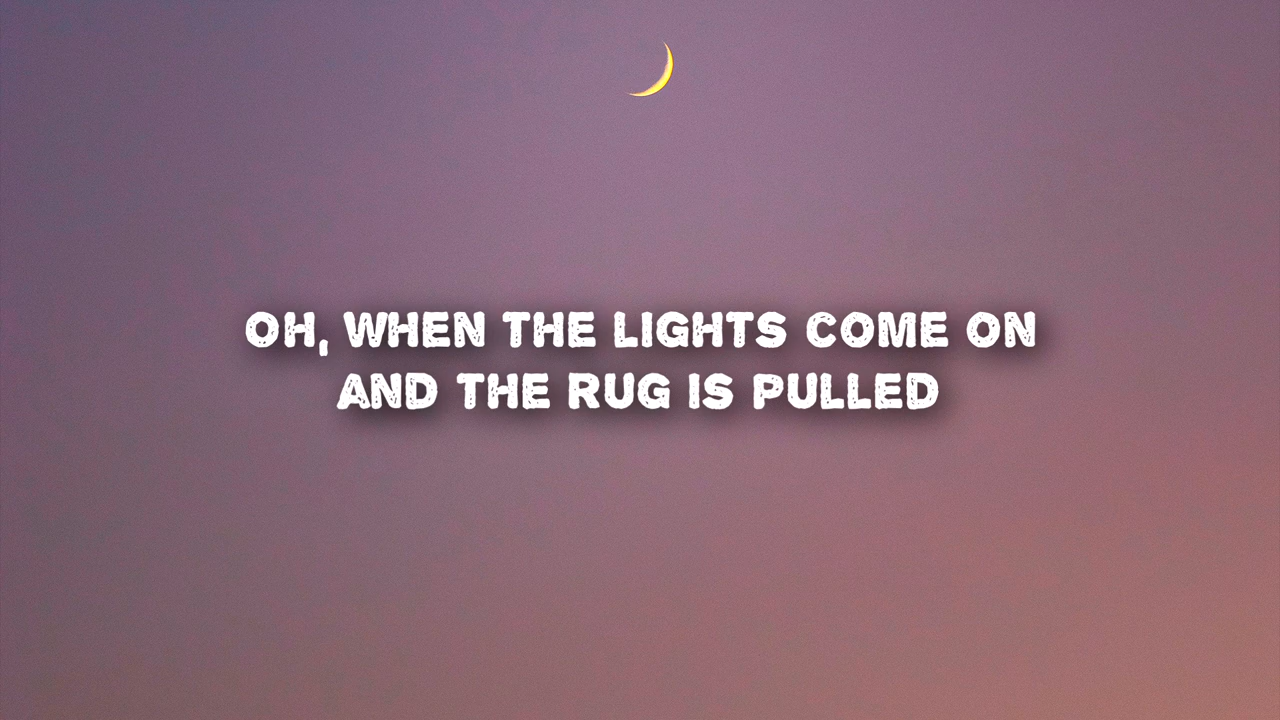 OH, WHEN THE LIGHTS COME ON
AND THE RUG IS PULLED